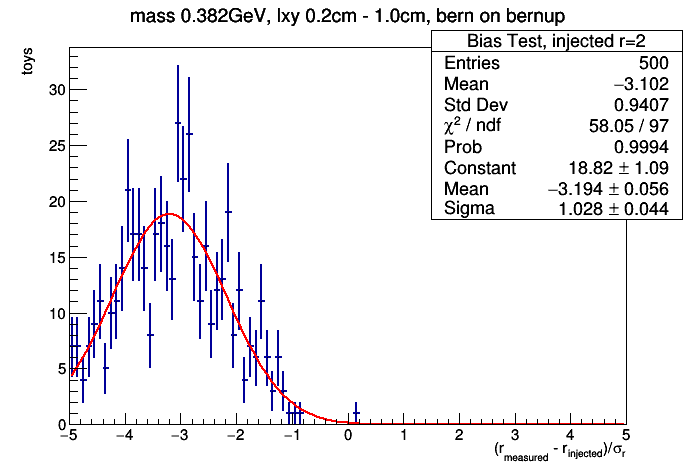 mass 0.382GeV, lxy 0.2cm - 1.0cm, bern on bernup
toys
Bias Test, injected r=2
Entries 500
Mean −3.102
Std Dev 0.9407
χ² / ndf 58.05 / 97
Prob 0.9994
Constant 18.82 ± 1.09
Mean −3.194 ± 0.056
Sigma 1.028 ± 0.044
30
25
20
15
10
5
0
−5 −4 −3 −2 −1 0 1 2 3 4 5
(r_measured - r_injected)/σ_r